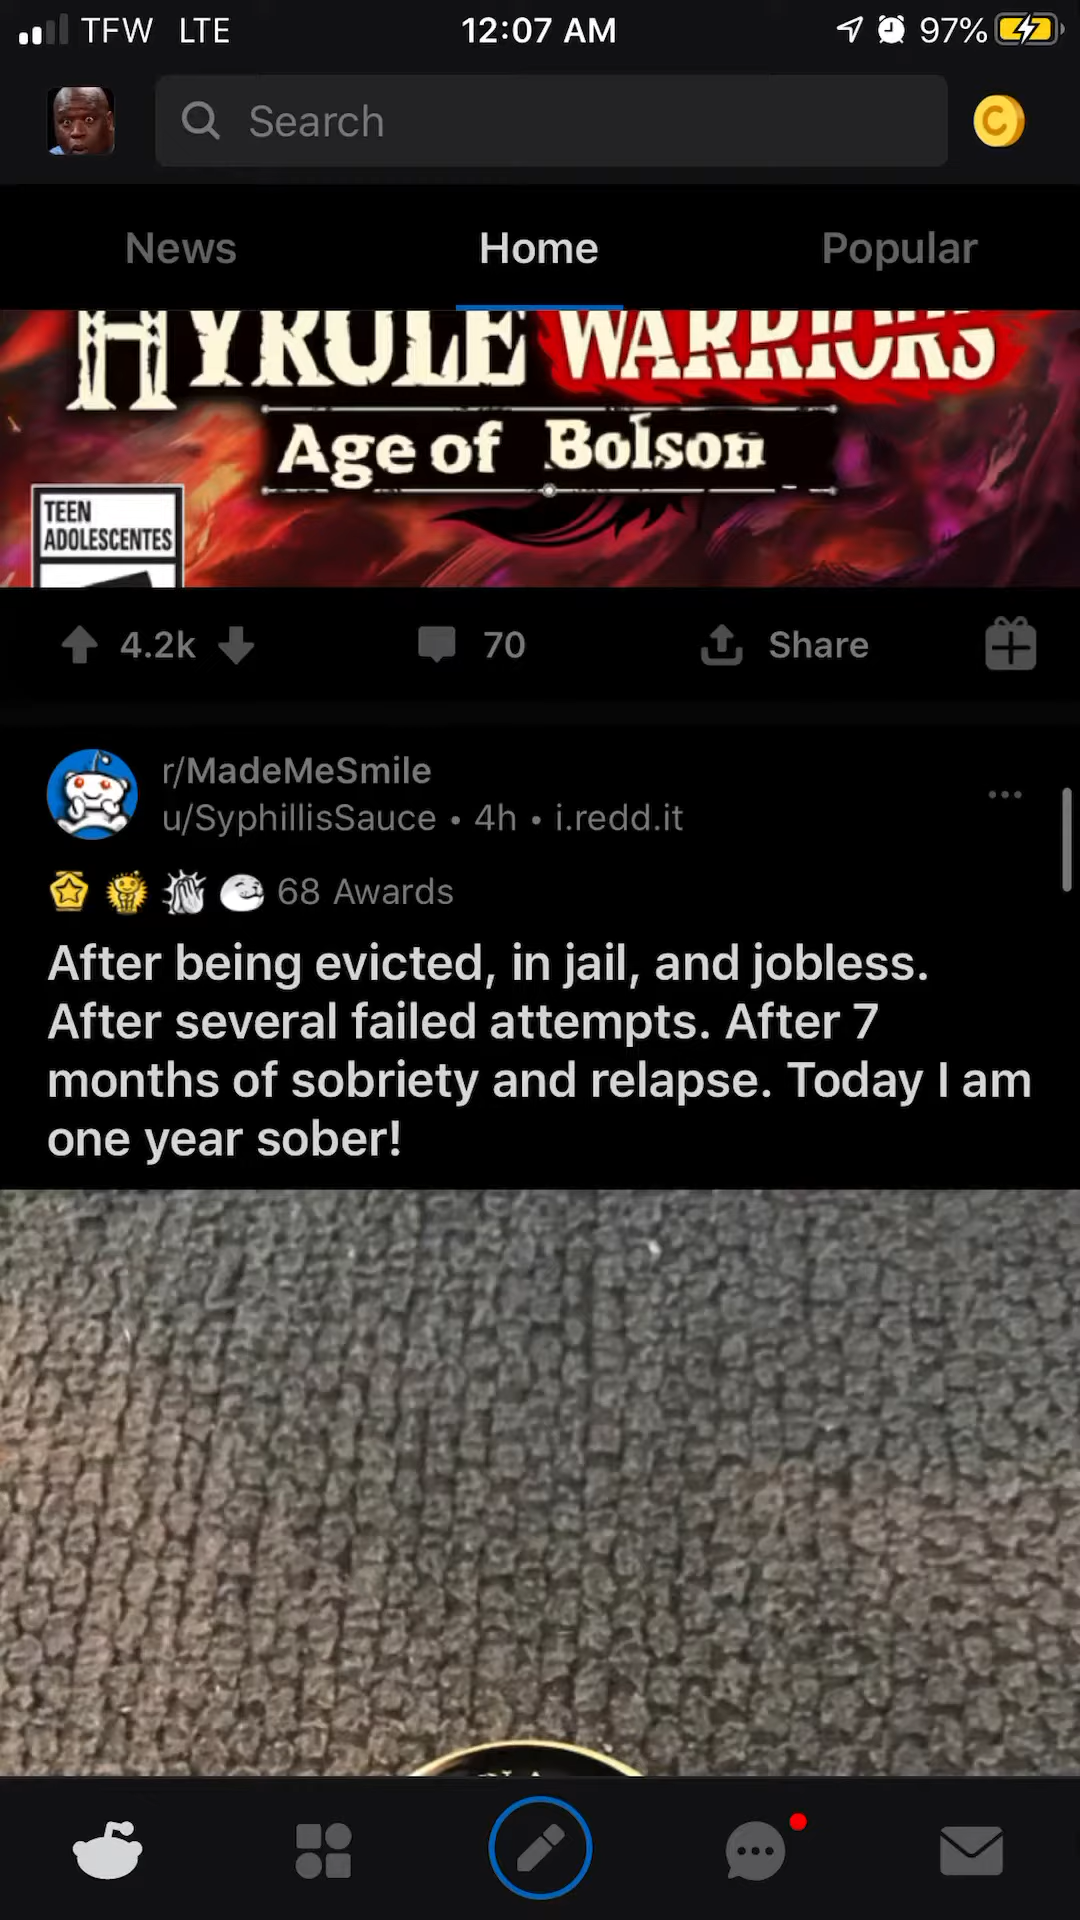 TFW LTE 12:07 AM 97%
Search
News Home Popular
HYRULE WARRIORS
Age of Bolson
TEEN
ADOLESCENTES
4.2k 70 Share
r/MadeMeSmile
u/SyphillisSauce • 4h • i.redd.it
68 Awards
After being evicted, in jail, and jobless.
After several failed attempts. After 7
months of sobriety and relapse. Today I am
one year sober!